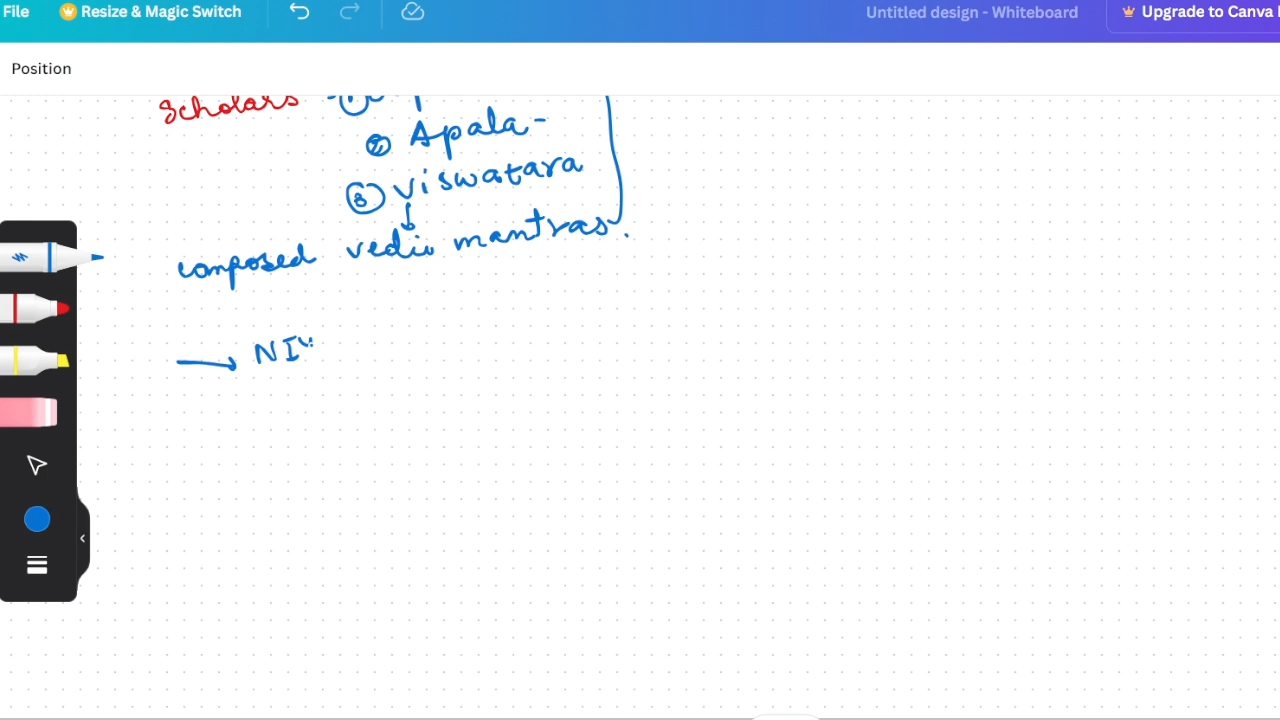 File Resize & Magic Switch Untitled design - Whiteboard Upgrade to Canva
Position
Scholars ①
② Apala -
③ viswatara
composed vedic mantras.
→ NI